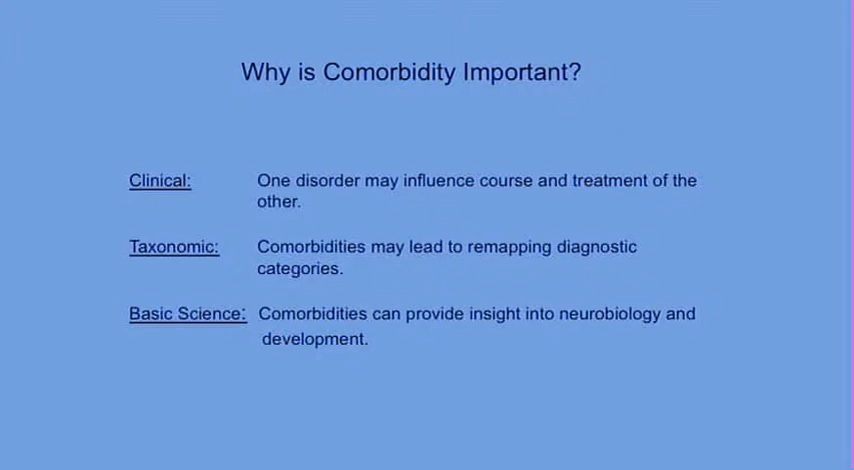 Why is Comorbidity Important?
Clinical: One disorder may influence course and treatment of the
other.
Taxonomic: Comorbidities may lead to remapping diagnostic
categories.
Basic Science: Comorbidities can provide insight into neurobiology and
development.